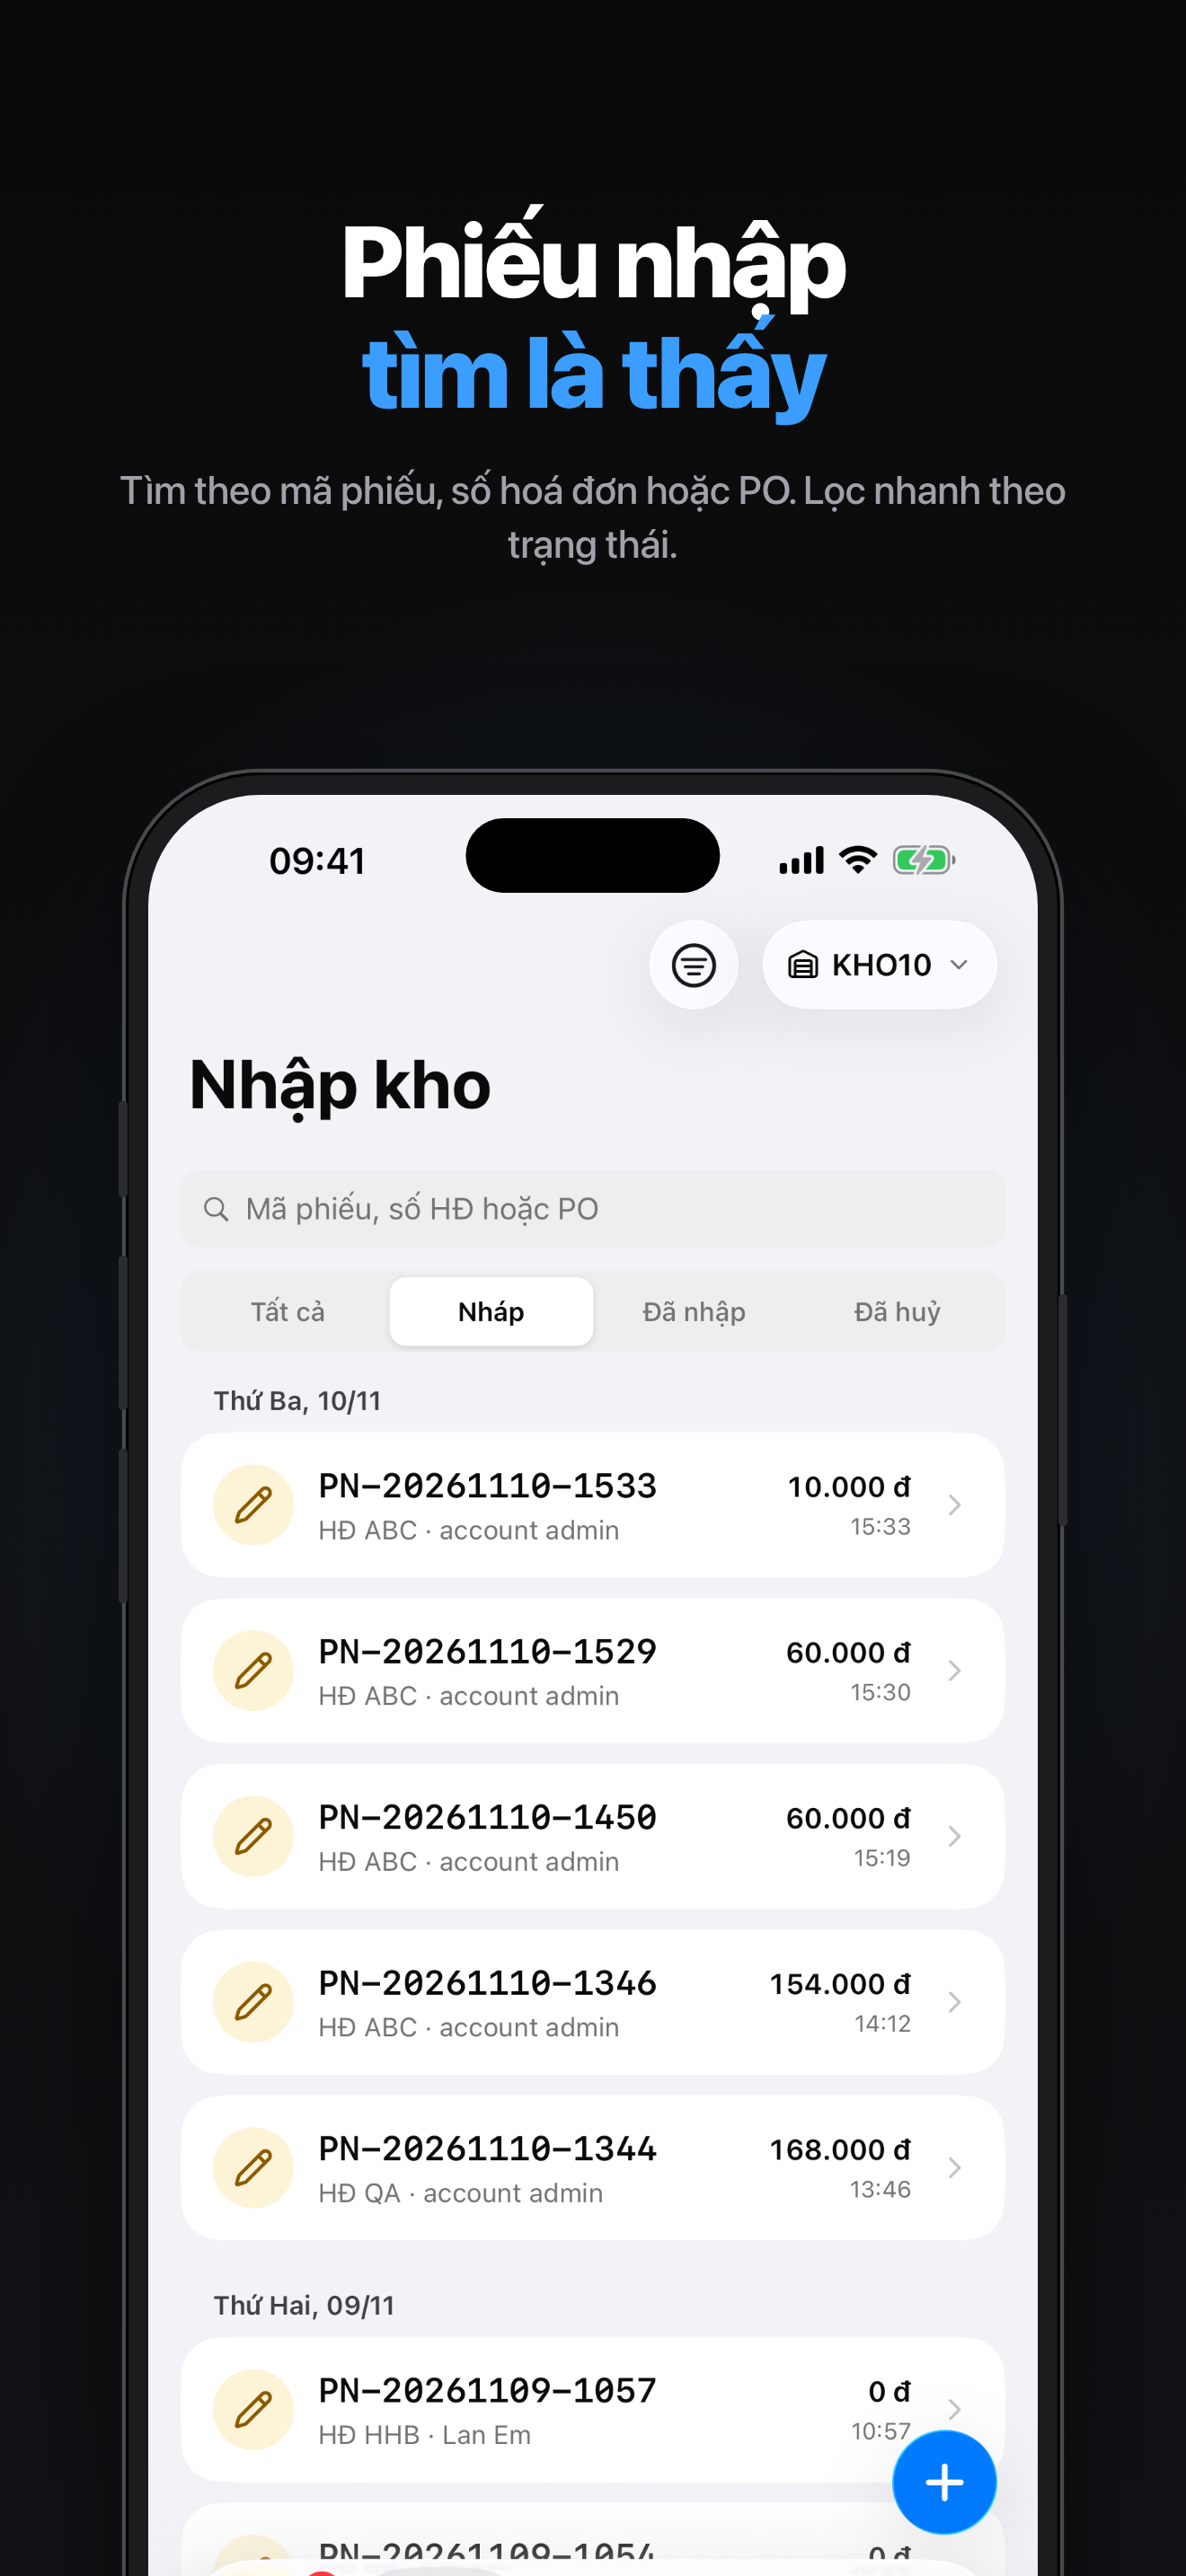 Phiếu nhập
tìm là thấy
Tìm theo mã phiếu, số hoá đơn hoặc PO. Lọc nhanh theo
trạng thái.
09:41
KHO10
Nhập kho
Mã phiếu, số HĐ hoặc PO
Tất cả Nháp Đã nhập Đã huỷ
Thứ Ba, 10/11
PN-20261110-1533 10.000 đ
HĐ ABC · account admin 15:33
PN-20261110-1529 60.000 đ
HĐ ABC · account admin 15:30
PN-20261110-1450 60.000 đ
HĐ ABC · account admin 15:19
PN-20261110-1346 154.000 đ
HĐ ABC · account admin 14:12
PN-20261110-1344 168.000 đ
HĐ QA · account admin 13:46
Thứ Hai, 09/11
PN-20261109-1057 0 đ
HĐ HHB · Lan Em 10:57
PN-20261109-1054 0 đ